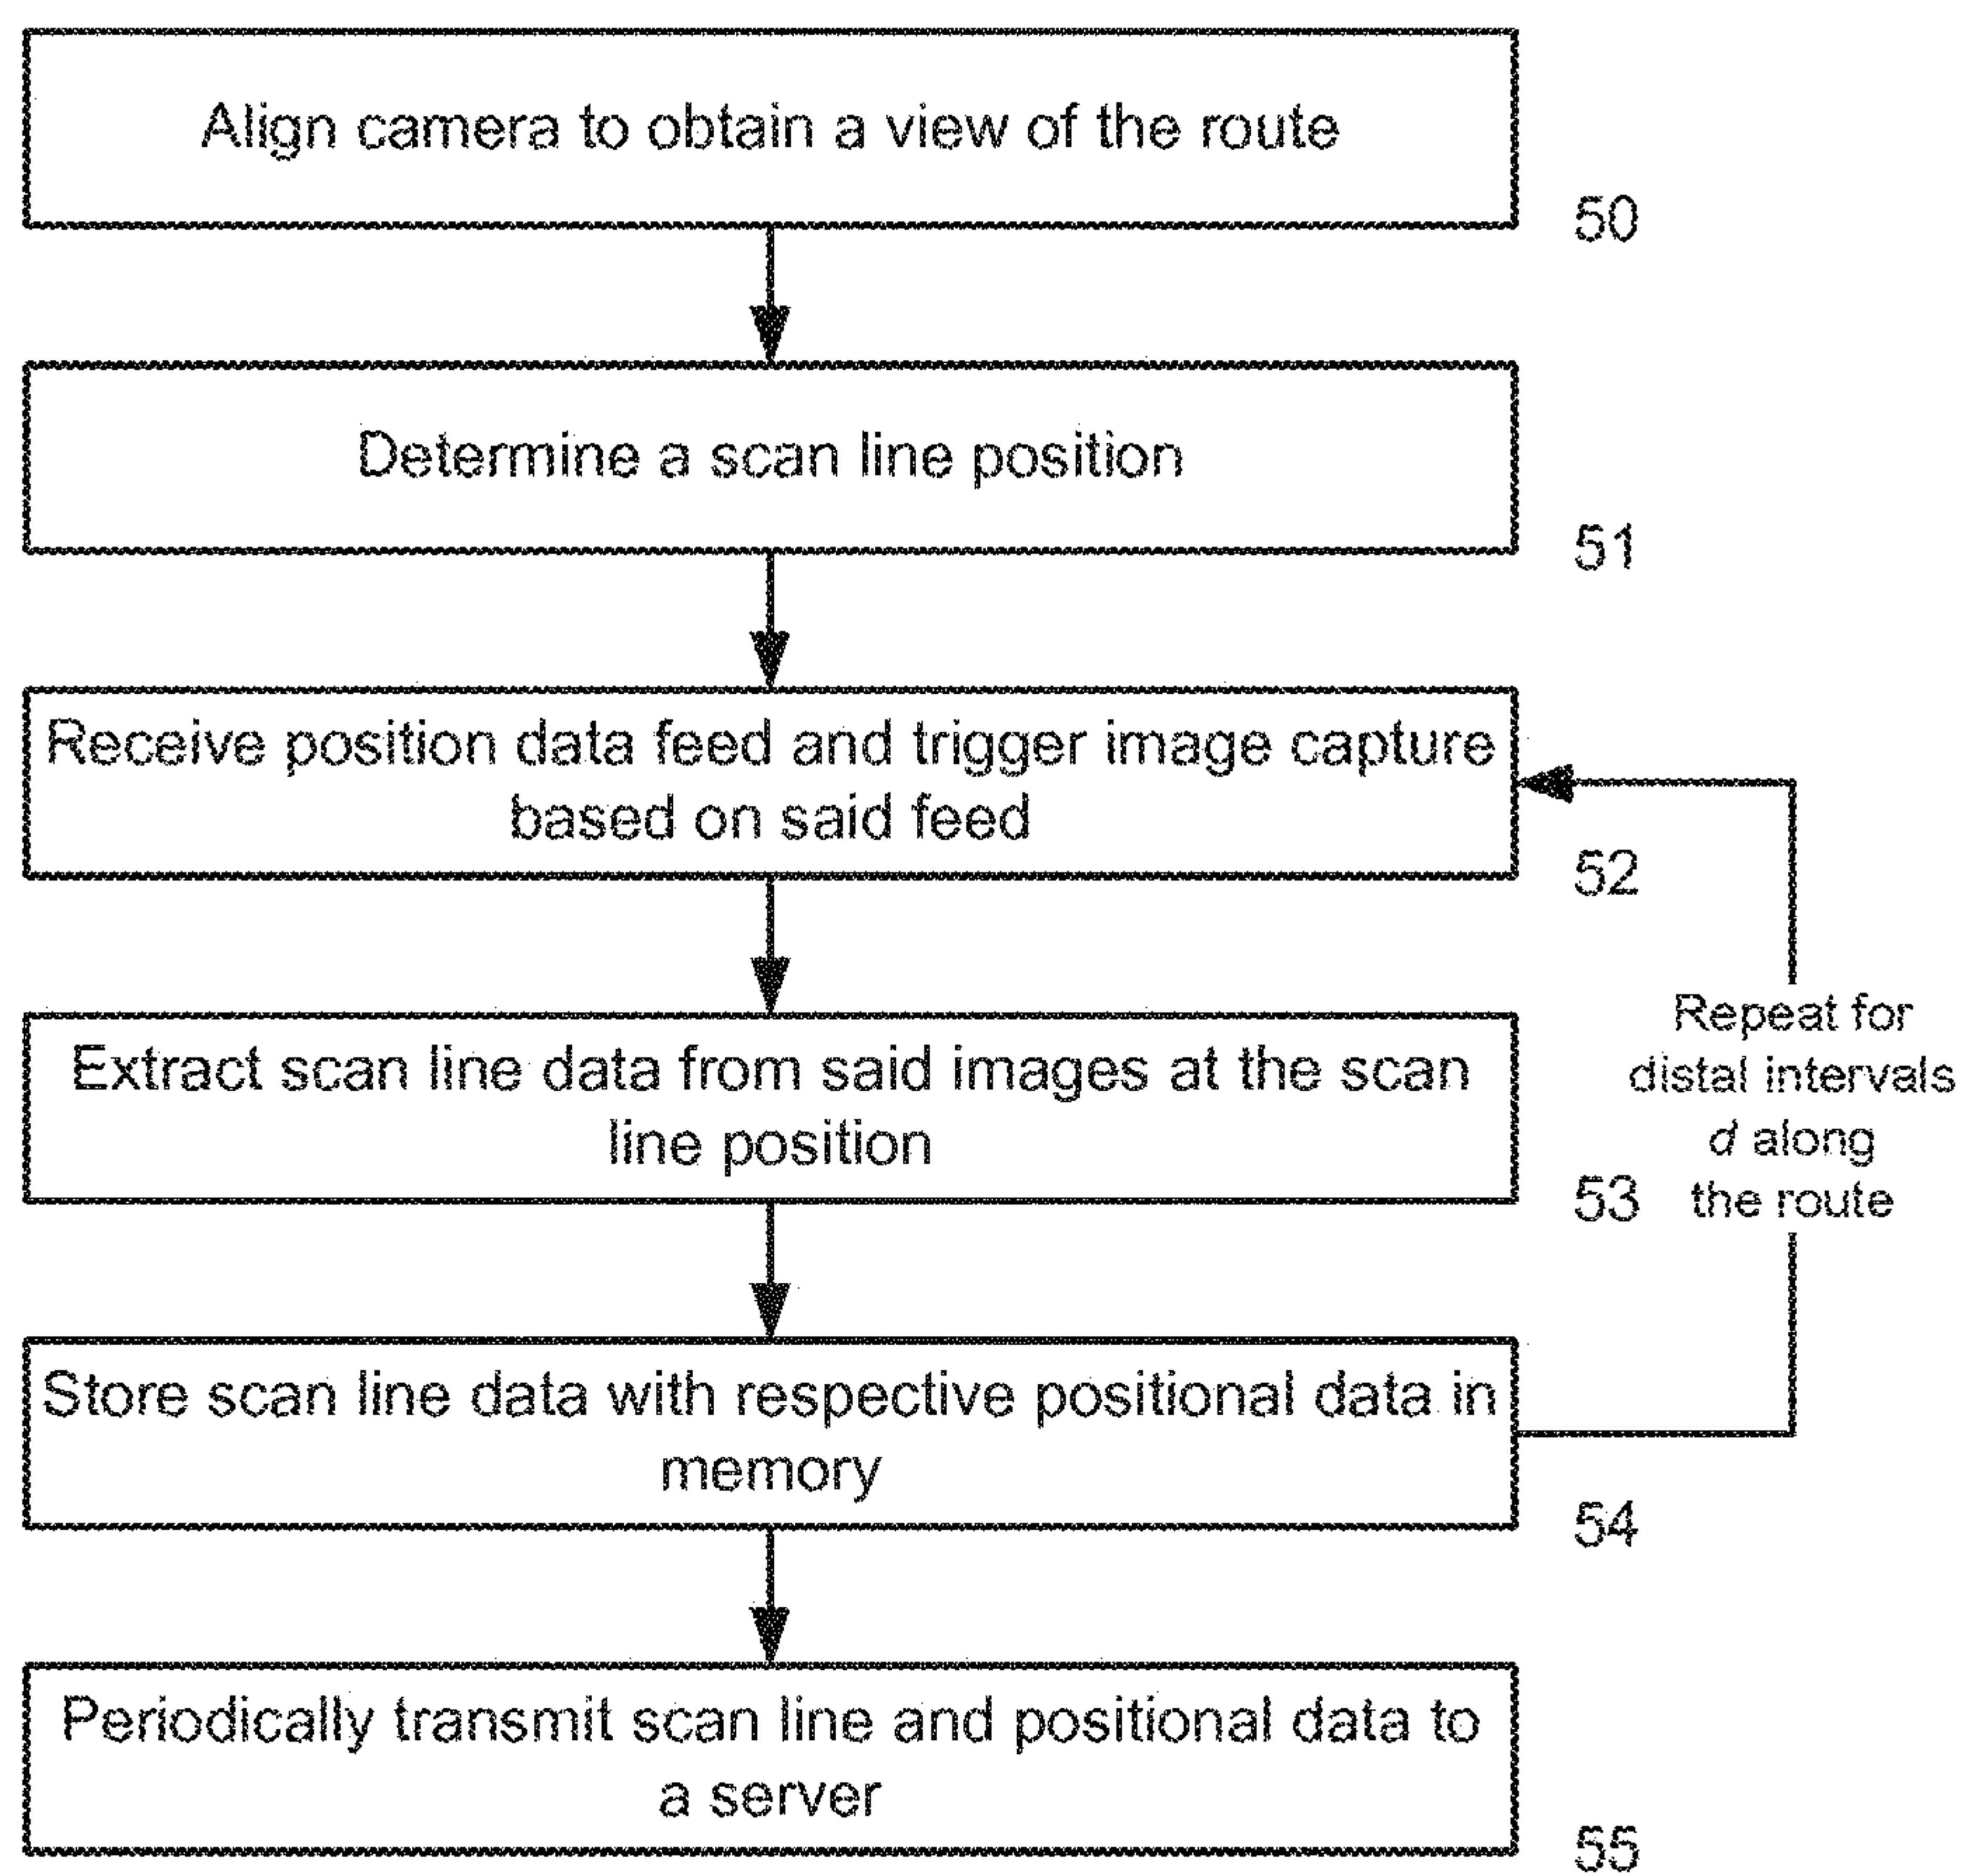 Align camera to obtain a view of the route
50
Determine a scan line position
51
Receive position data feed and trigger image capture
based on said feed
52
Extract scan line data from said images at the scan
line position
53
Repeat for
distal intervals
d along
the route
Store scan line data with respective positional data in
memory
54
Periodically transmit scan line and positional data to
a server
55